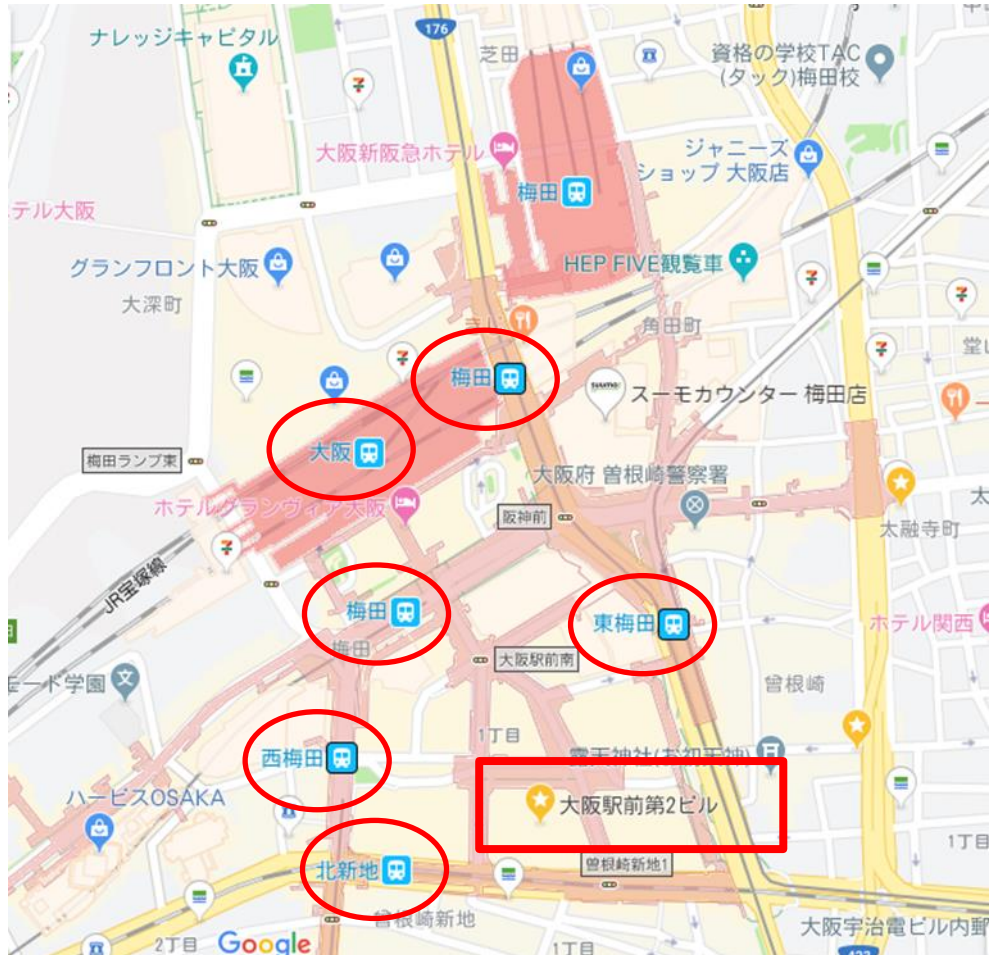 ナレッジキャピタル
176
芝田
資格の学校TAC
(タック)梅田校
大阪新阪急ホテル
ジャニーズ
ショップ 大阪店
梅田
テル大阪
グランフロント大阪
HEP FIVE観覧車
大深町
角田町
梅田
スーモカウンター 梅田店
大阪
梅田ランプ東
大阪府 曽根崎警察署
ホテルグランヴィア大阪
阪神前
太融寺町
JR宝塚線
梅田
東梅田
ホテル関西
梅田
大阪駅前南
モード学園
曾根崎
1丁目
西梅田
露天神社(お初天神)
ハービスOSAKA
大阪駅前第2ビル
1丁目
北新地
曽根崎新地1
曾根崎新地
大阪宇治電ビル内郵
2丁目
Google
1丁目